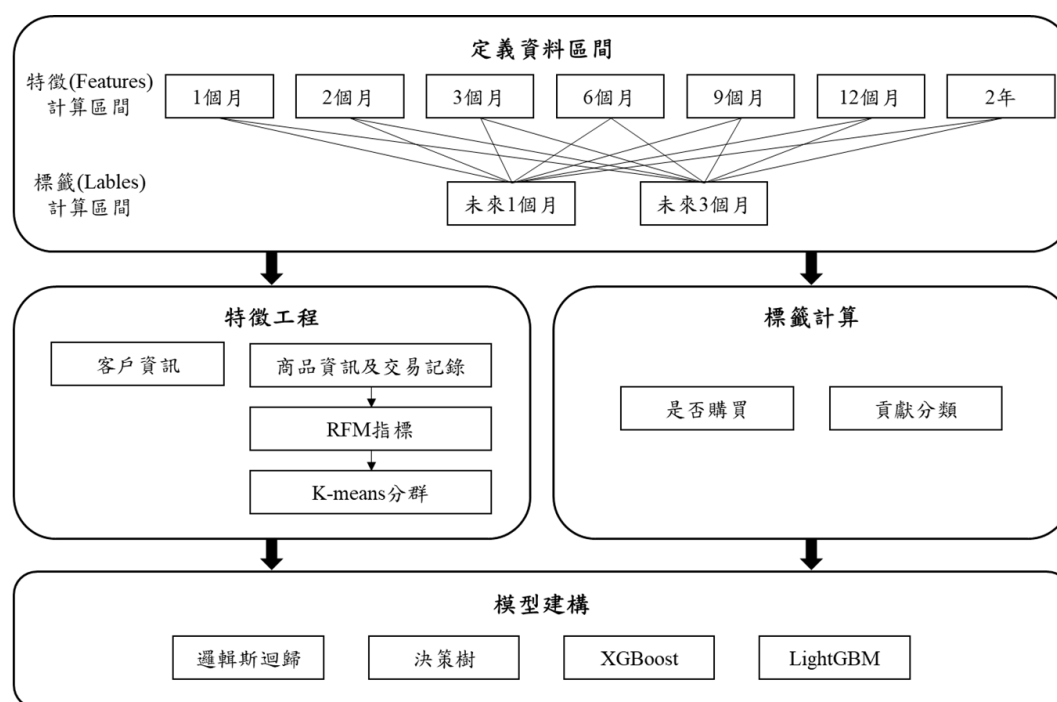 定義資料區間
特徵(Features)
計算區間
1個月
2個月
3個月
6個月
9個月
12個月
2年
標籤(Lables)
計算區間
未來1個月
未來3個月
特徵工程
客戶資訊
商品資訊及交易記錄
RFM指標
K-means分群
標籤計算
是否購買
貢獻分類
模型建構
邏輯斯迴歸
決策樹
XGBoost
LightGBM